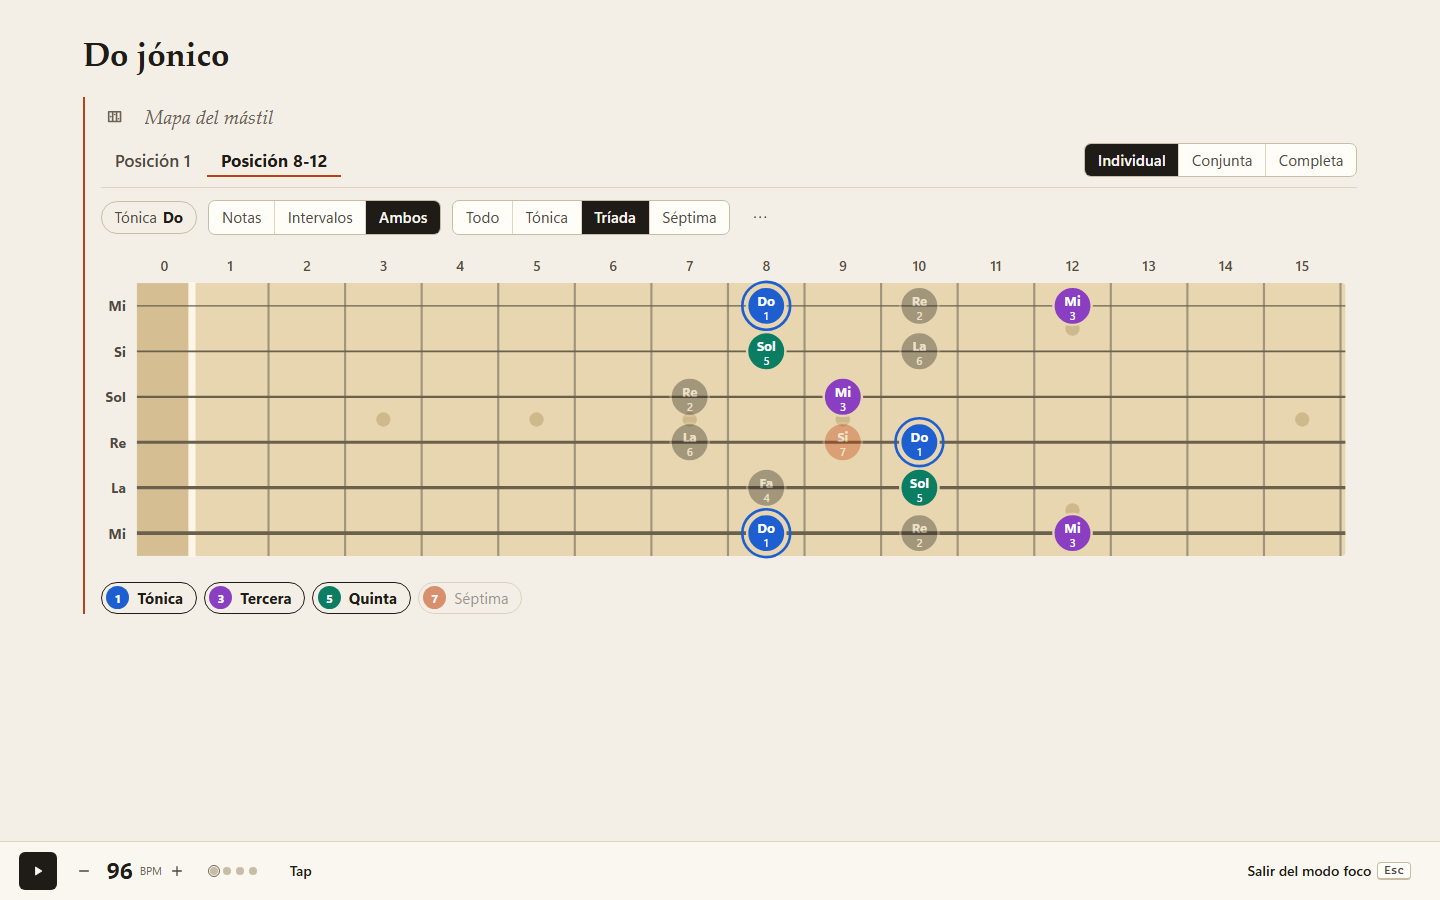 Do jónico
Mapa del mástil
Posición 1 Posición 8-12 Individual Conjunta Completa
Tónica Do Notas Intervalos Ambos Todo Tónica Tríada Séptima ...
0 1 2 3 4 5 6 7 8 9 10 11 12 13 14 15
Mi Do 1 Re 2 Mi 3
Si Sol 5 La 6
Sol Re 2 Mi 3
Re La 6 Si 7 Do 1
La Fa 4 Sol 5
Mi Do 1 Re 2 Mi 3
1 Tónica 3 Tercera 5 Quinta 7 Séptima
− 96 BPM + Tap Salir del modo foco Esc